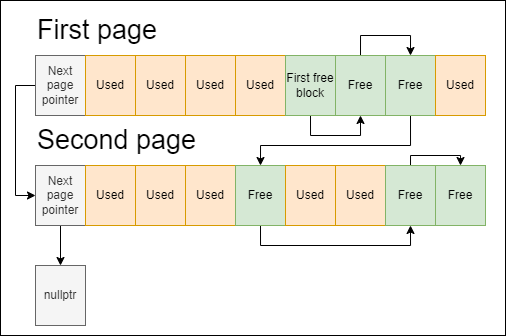 First page
Next
page
pointer
Used
Used
Used
Used
First free
block
Free
Free
Used
Second page
Next
page
pointer
Used
Used
Used
Free
Used
Used
Free
Free
nullptr